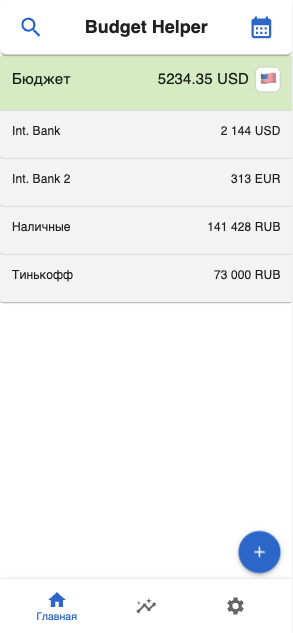 Budget Helper
Бюджет 5234.35 USD
Int. Bank 2 144 USD
Int. Bank 2 313 EUR
Наличные 141 428 RUB
Тинькофф 73 000 RUB
+
Главная